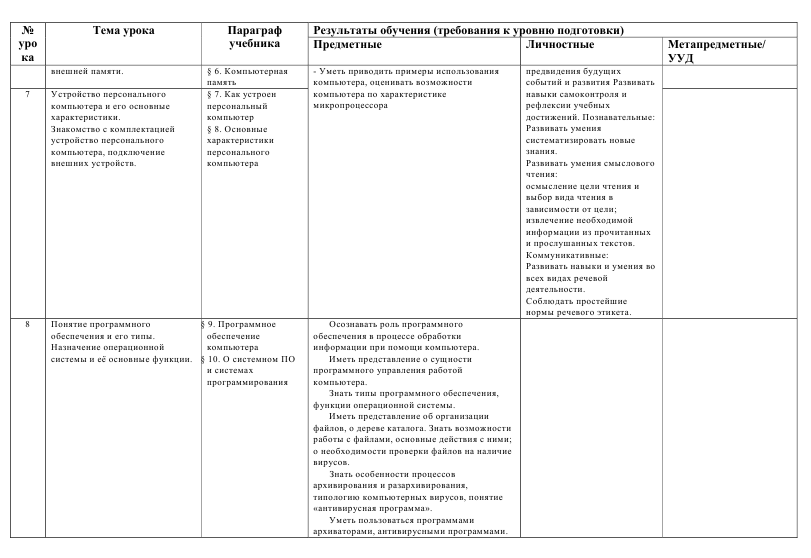 № уро ка
Тема урока
Параграф учебника
Результаты обучения (требования к уровню подготовки)
Предметные
Личностные
Метапредметные/ УУД
внешней памяти.
§ 6. Компьютерная
память
- Уметь приводить примеры использования
компьютера, оценивать возможности
компьютера по характеристике
микропроцессора
предвидения будущих
событий и развития Развивать
навыки самоконтроля и
рефлексии учебных
достижений. Познавательные:
Развивать умения
систематизировать новые
знания.
Развивать умения смыслового
чтения:
осмысление цели чтения и
выбор вида чтения в
зависимости от цели;
извлечение необходимой
информации из прочитанных
и прослушанных текстов.
Коммуникативные:
Развивать навыки и умения во
всех видах речевой
деятельности.
Соблюдать простейшие
нормы речевого этикета.
7
Устройство персонального
компьютера и его основные
характеристики.
Знакомство с комплектацией
устройство персонального
компьютера, подключение
внешних устройств.
§ 7. Как устроен
персональный
компьютер
§ 8. Основные
характеристики
персонального
компьютера
8
Понятие программного
обеспечения и его типы.
Назначение операционной
системы и её основные функции.
§ 9. Программное
обеспечение
компьютера
§ 10. О системном ПО
и системах
программирования
Осознавать роль программного
обеспечения в процессе обработки
информации при помощи компьютера.
Иметь представление о сущности
программного управления работой
компьютера.
Знать типы программного обеспечения,
функции операционной системы.
Иметь представление об организации
файлов, о дереве каталога. Знать возможности
работы с файлами, основные действия с ними;
о необходимости проверки файлов на наличие
вирусов.
Знать особенности процессов
архивирования и разархивирования,
типологию компьютерных вирусов, понятие
«антивирусная программа».
Уметь пользоваться программами
архиваторами, антивирусными программами.